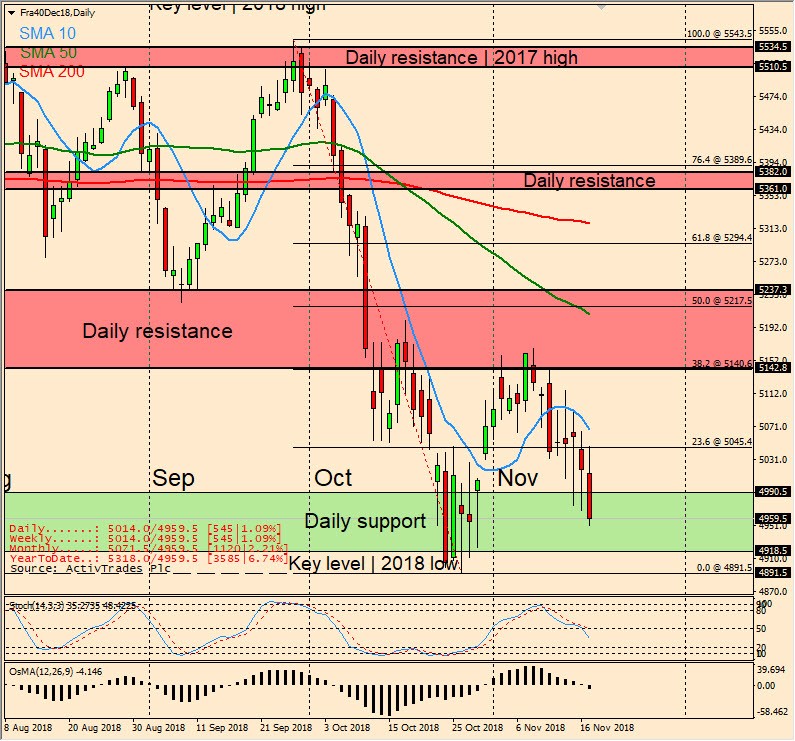 Fra40Dec18,Daily
Key level | 2018 high
SMA 10
SMA 50
SMA 200
100.0 @ 5543.5
Daily resistance | 2017 high
76.4 @ 5389.6
Daily resistance
61.8 @ 5294.4
50.0 @ 5217.5
Daily resistance
38.2 @ 5140.6
23.6 @ 5045.4
Sep
Oct
Nov
Daily support
Daily......: 5014.0/4959.5 [545|1.09%]
Weekly.....: 5014.0/4959.5 [545|1.09%]
Monthly....: 5071.5/4959.5 [1120|2.21%]
YearToDate..: 5318.0/4959.5 [3585|6.74%]
Source: ActivTrades Plc
Key level | 2018 low
0.0 @ 4891.5
5555.0
5534.5
5510.5
5474.0
5434.0
5394.0
5382.0
5361.0
5353.0
5313.0
5273.0
5237.3
5192.0
5142.8
5112.0
5071.0
5031.0
4990.5
4959.5
4951.0
4918.5
4910.0
4891.5
4870.0
Stoch(14,3,3) 35.2735 48.4225
100
80
50
20
10
OsMA(12,26,9) -4.146
39.694
0.00
-58.462
8 Aug 2018
20 Aug 2018
30 Aug 2018
11 Sep 2018
21 Sep 2018
3 Oct 2018
15 Oct 2018
25 Oct 2018
6 Nov 2018
16 Nov 2018